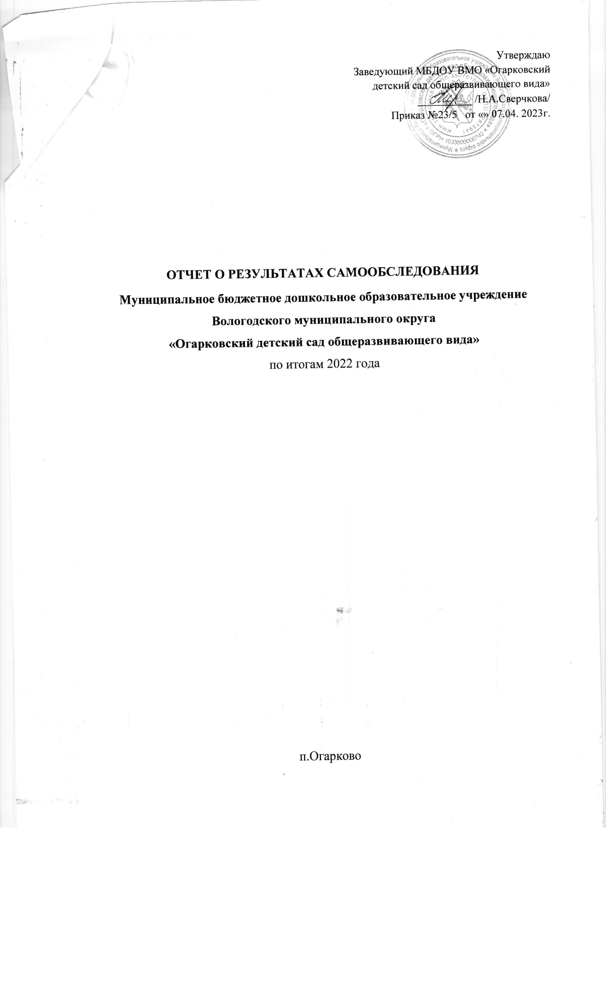 Утверждаю
Заведующий МБДОУ ВМО «Огарковский
детский сад общеразвивающего вида»
/Н.А.Сверчкова/
Приказ №23/5 от «» 07.04. 2023г.
ОГРН 1033500000742
ОТЧЕТ О РЕЗУЛЬТАТАХ САМООБСЛЕДОВАНИЯ
Муниципальное бюджетное дошкольное образовательное учреждение
Вологодского муниципального округа
«Огарковский детский сад общеразвивающего вида»
по итогам 2022 года
п.Огарково